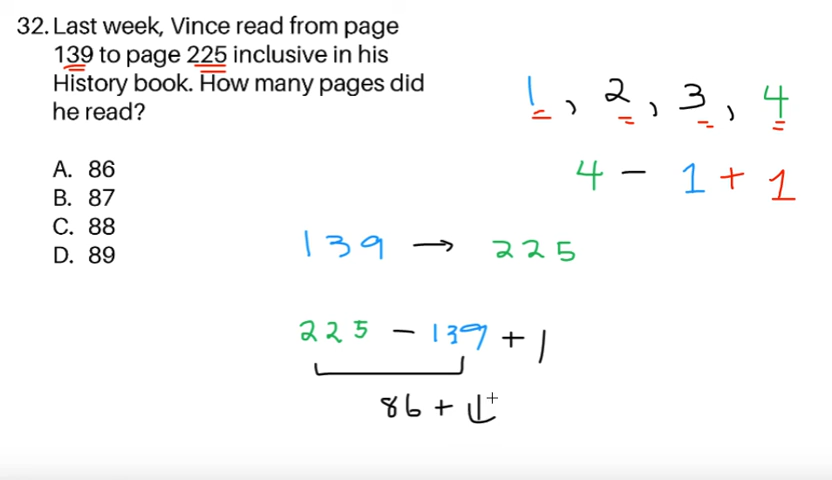 32. Last week, Vince read from page
139 to page 225 inclusive in his
History book. How many pages did
he read?
A. 86
B. 87
C. 88
D. 89
1, 2, 3, 4
4 - 1 + 1
139 → 225
225 - 139 + 1
86 + 1